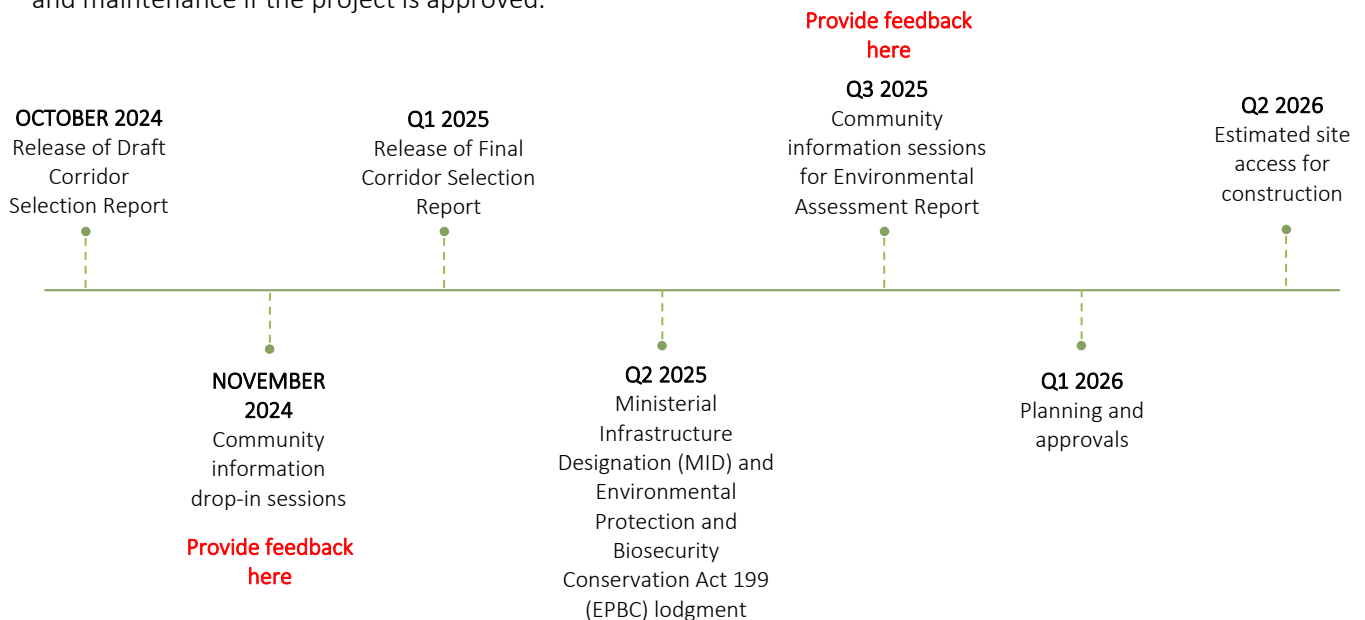 and maintenance if the project is approved.
OCTOBER 2024
Release of Draft
Corridor
Selection Report
NOVEMBER
2024
Community
information
drop-in sessions
Provide feedback
here
Q1 2025
Release of Final
Corridor Selection
Report
Q2 2025
Ministerial
Infrastructure
Designation (MID) and
Environmental
Protection and
Biosecurity
Conservation Act 199
(EPBC) lodgment
Provide feedback
here
Q3 2025
Community
information sessions
for Environmental
Assessment Report
Q1 2026
Planning and
approvals
Q2 2026
Estimated site
access for
construction